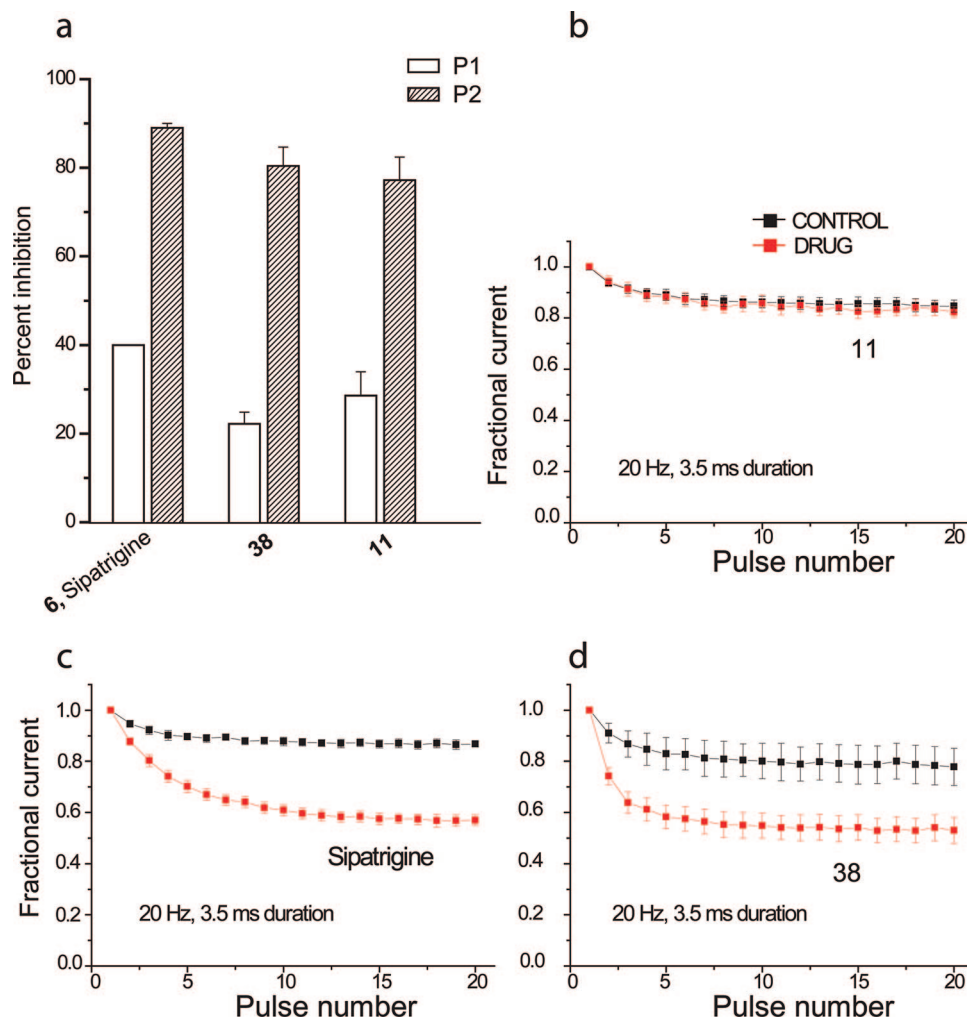 a
P1
P2
100
80
60
40
20
0
Percent inhibition
6, Sipatrigine
38
11
b
CONTROL
DRUG
1.0
0.8
0.6
0.4
0.2
0.0
Fractional current
11
20 Hz, 3.5 ms duration
0
5
10
15
20
Pulse number
c
1.0
0.8
0.6
0.4
0.2
0.0
Fractional current
Sipatrigine
20 Hz, 3.5 ms duration
0
5
10
15
20
Pulse number
d
1.0
0.8
0.6
0.4
0.2
0.0
38
20 Hz, 3.5 ms duration
0
5
10
15
20
Pulse number